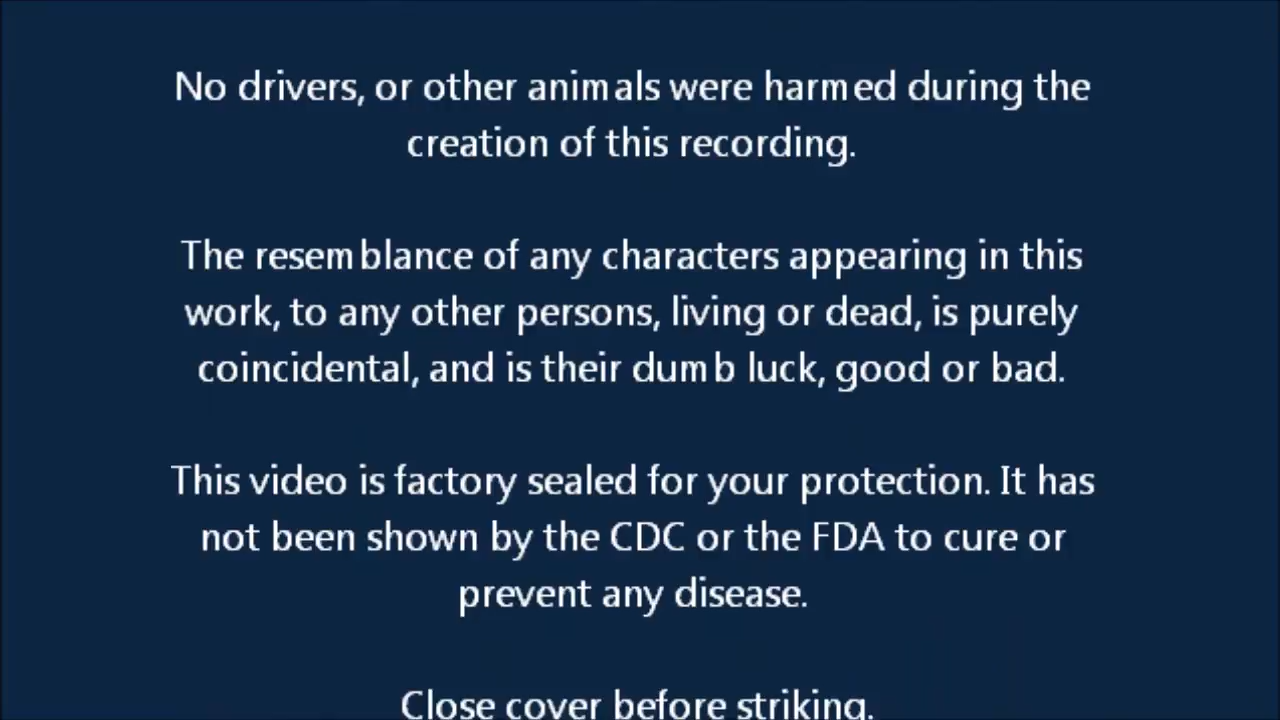 No drivers, or other animals were harmed during the
creation of this recording.
The resemblance of any characters appearing in this
work, to any other persons, living or dead, is purely
coincidental, and is their dumb luck, good or bad.
This video is factory sealed for your protection. It has
not been shown by the CDC or the FDA to cure or
prevent any disease.
Close cover before striking.